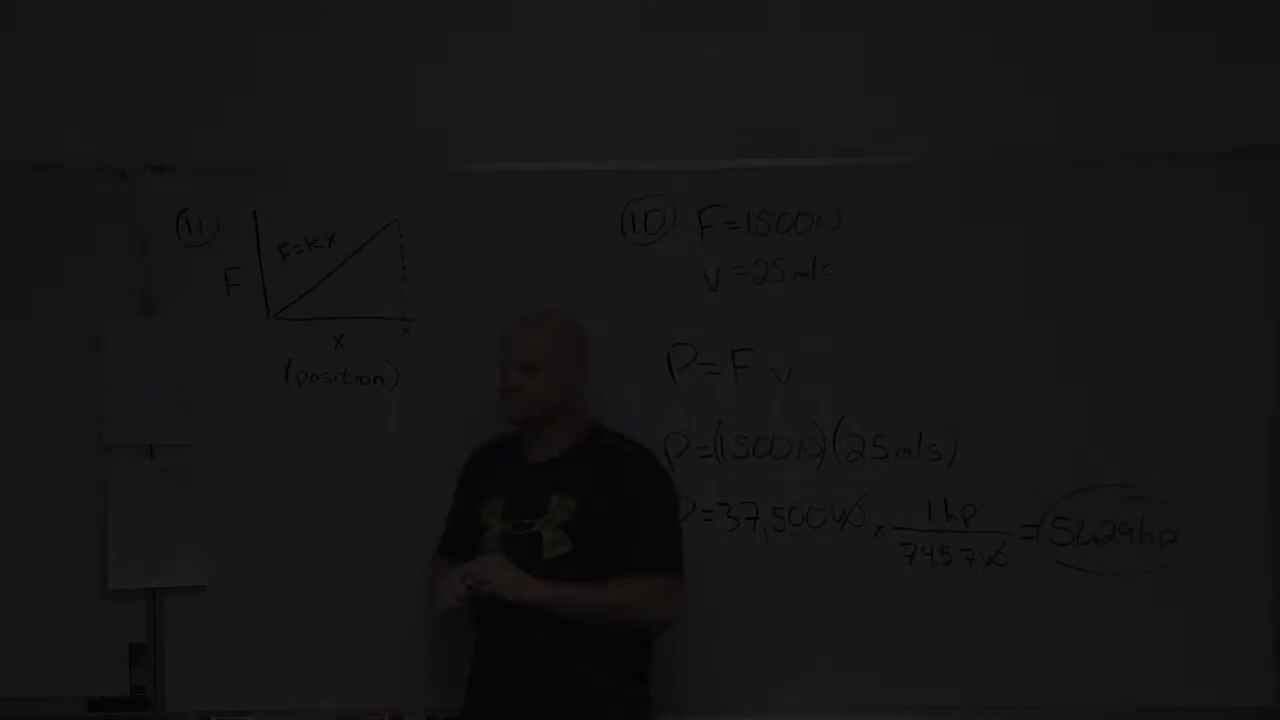 11
F=KX
F
x
x
(position)
10 F=1500N
v=25m/s
P=Fv
P=(1500N)(25m/s)
P=37,500W x 1hp/745.7W = 50.29hp